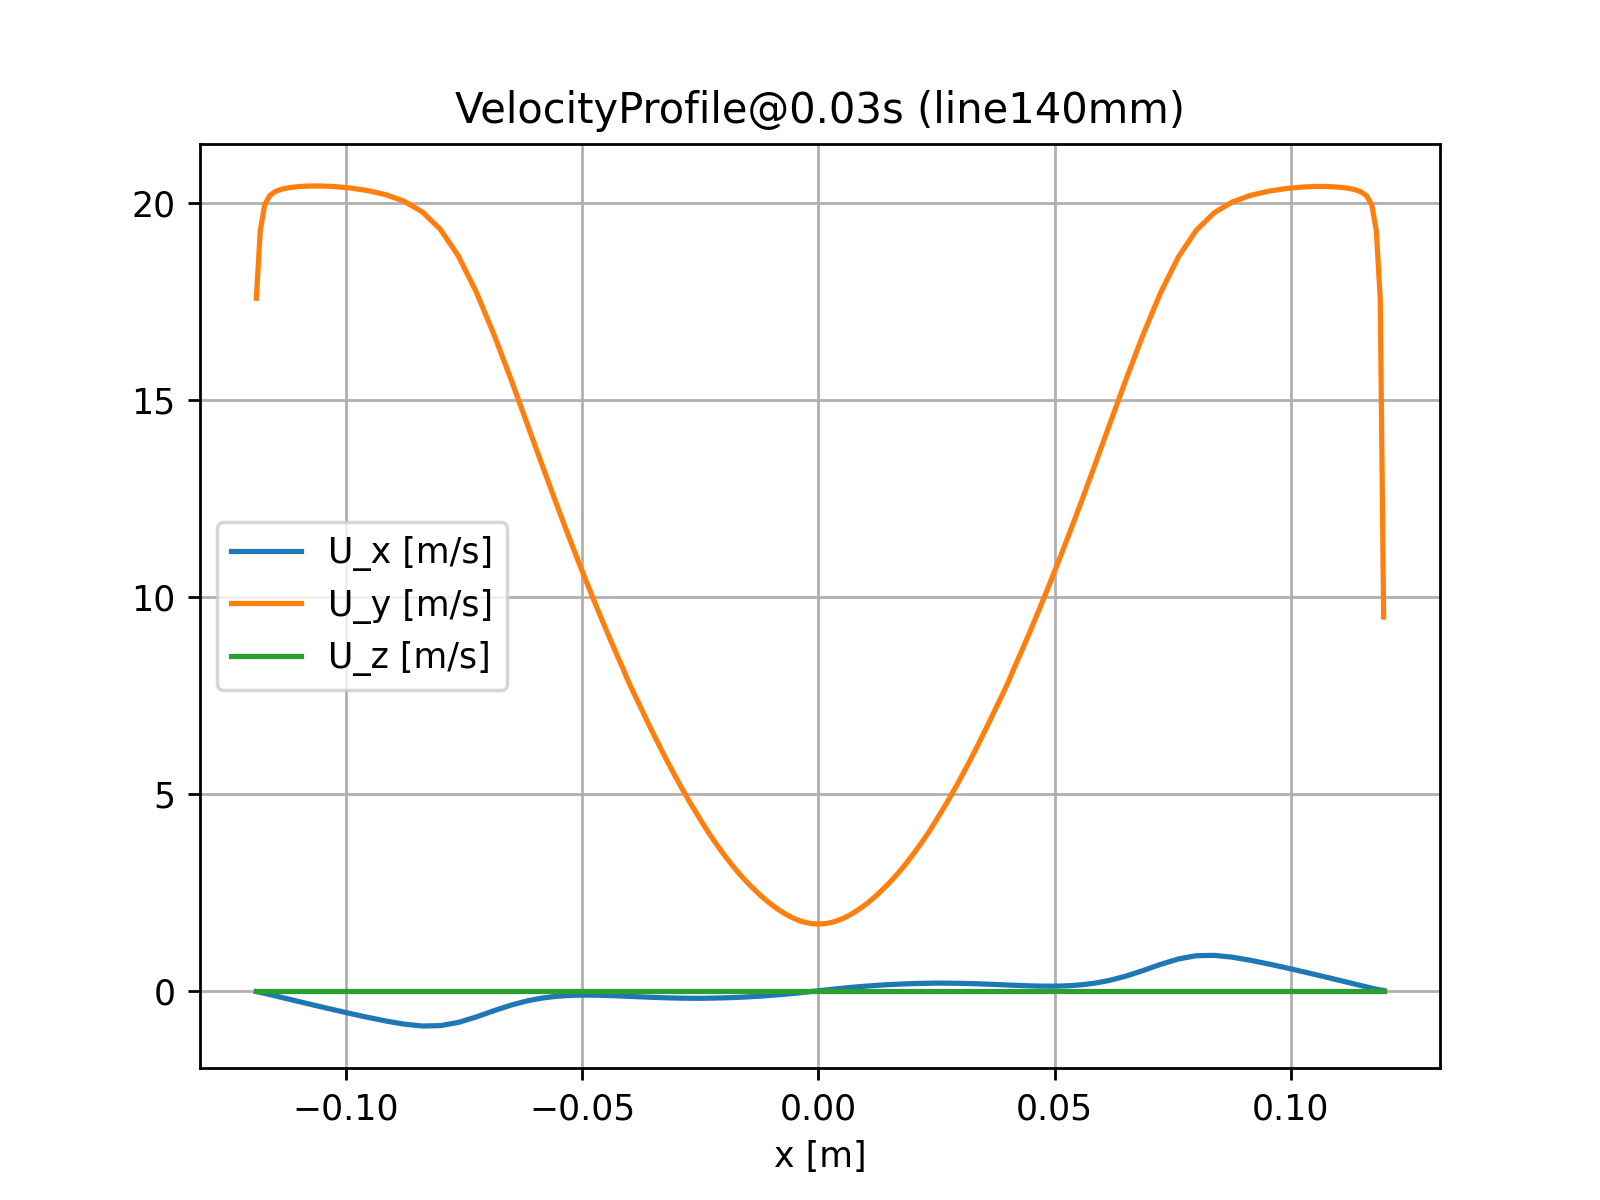 VelocityProfile@0.03s (line140mm)
20
15
10
5
0
U_x [m/s]
U_y [m/s]
U_z [m/s]
−0.10 −0.05 0.00 0.05 0.10
x [m]